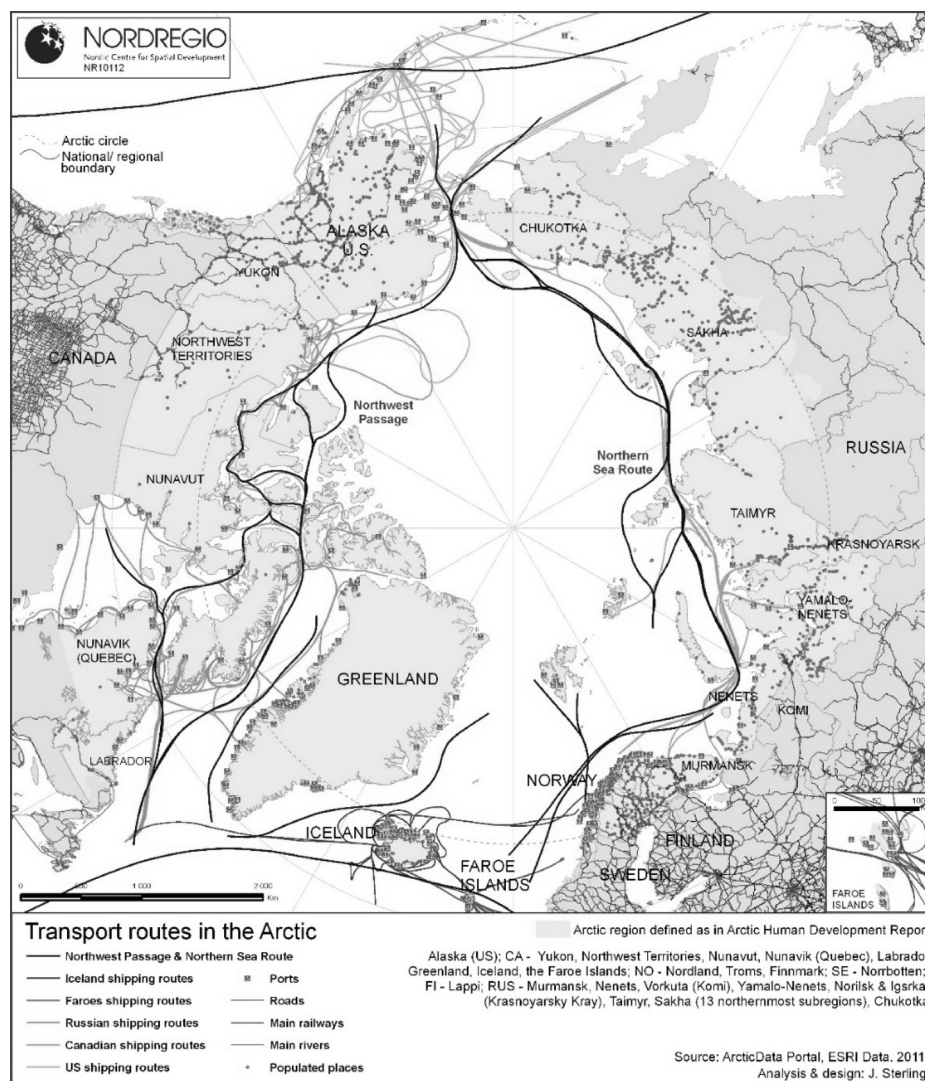 NORDREGIO
Nordic Centre for Spatial Development
NR10112
Arctic circle
National/ regional
boundary
ALASKA
U.S.
CHUKOTKA
YUKON
SAKHA
NORTHWEST
TERRITORIES
CANADA
Northwest
Passage
Northern
Sea Route
RUSSIA
NUNAVUT
TAIMYR
KRASNOYARSK
YAMALO-
NENETS
NUNAVIK
(QUEBEC)
GREENLAND
NENETS
KOMI
LABRADOR
NORWAY
MURMANSK
ICELAND
FINLAND
FAROE
ISLANDS
SWEDEN
0 500 1 000 2 000
Km
0 50 100
FAROE
ISLANDS
Transport routes in the Arctic
Northwest Passage & Northern Sea Route
Iceland shipping routes
Faroes shipping routes
Russian shipping routes
Canadian shipping routes
US shipping routes
Ports
Roads
Main railways
Main rivers
Populated places
Arctic region defined as in Arctic Human Development Repor
Alaska (US); CA - Yukon, Northwest Territories, Nunavut, Nunavik (Quebec), Labrado
Greenland, Iceland, the Faroe Islands; NO - Nordland, Troms, Finnmark; SE - Norrbotten;
FI - Lappi; RUS - Murmansk, Nenets, Vorkuta (Komi), Yamalo-Nenets, Norilsk & Igsrka
(Krasnoyarsky Kray), Taimyr, Sakha (13 northernmost subregions), Chukotka
Source: ArcticData Portal, ESRI Data. 2011
Analysis & design: J. Sterling